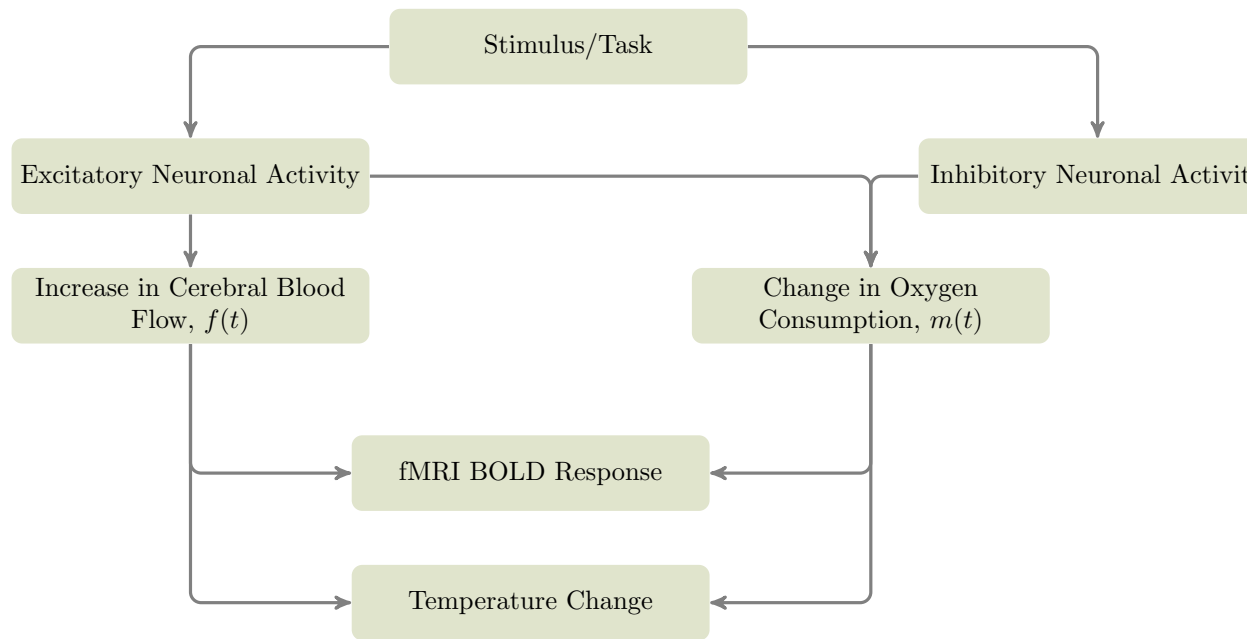 Stimulus/Task
Excitatory Neuronal Activity
Inhibitory Neuronal Activit
Increase in Cerebral Blood
Flow, f(t)
Change in Oxygen
Consumption, m(t)
fMRI BOLD Response
Temperature Change